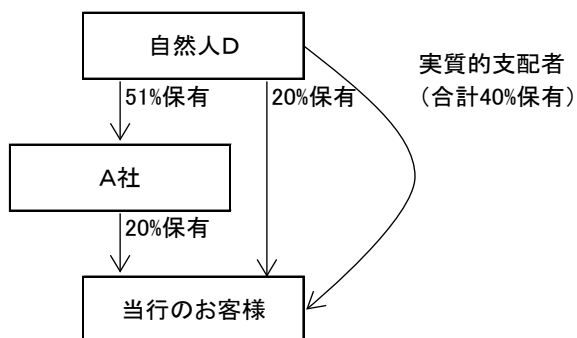 自然人D
実質的支配者
（合計40%保有）
51%保有
20%保有
A社
20%保有
当行のお客様